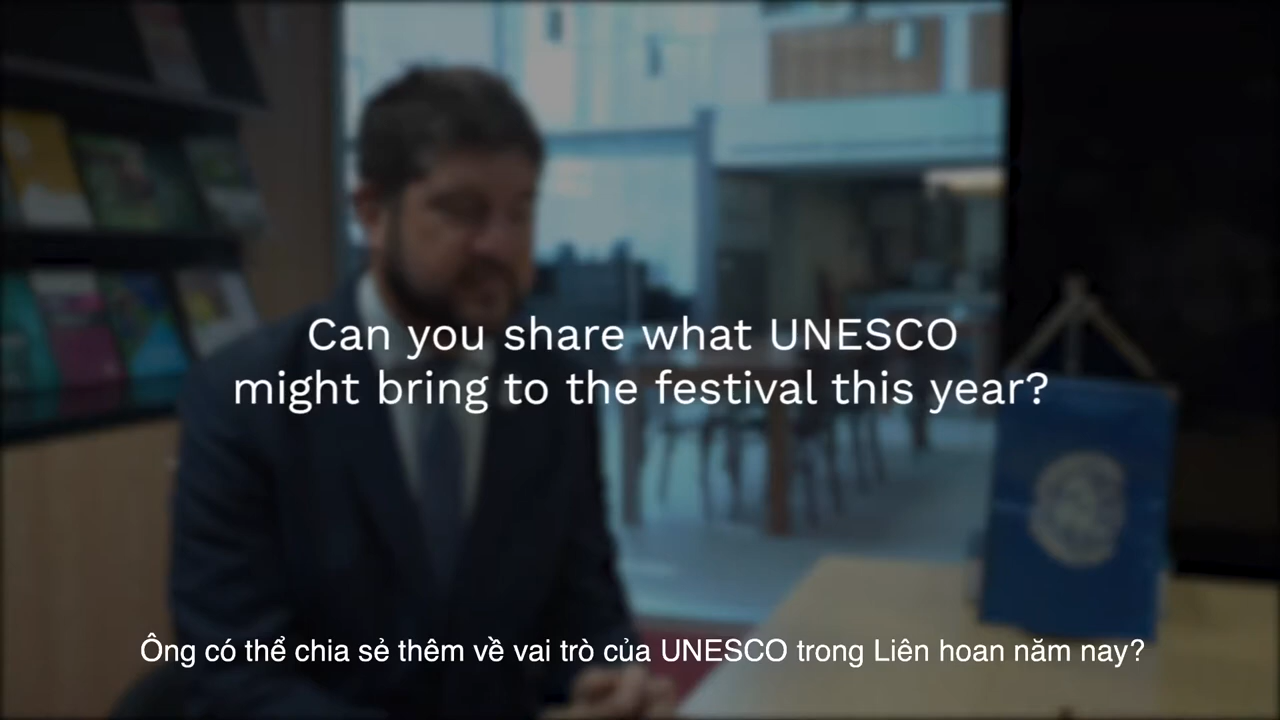 Can you share what UNESCO
might bring to the festival this year?
Ông có thể chia sẻ thêm về vai trò của UNESCO trong Liên hoan năm nay?